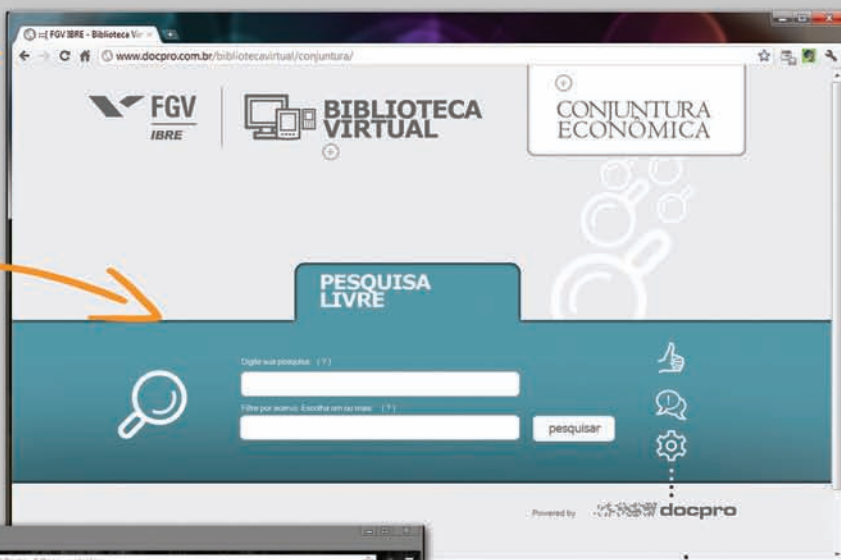 FGV IBRE - Biblioteca Vir
www.docpro.com.br/bibliotecavirtual/conjuntura/
FGV
IBRE
BIBLIOTECA
VIRTUAL
CONJUNTURA
ECONÔMICA
PESQUISA
LIVRE
Digite sua pesquisa: ( ? )
Filtre por acervo. Escolha um ou mais: ( ? )
pesquisar
Powered by docpro